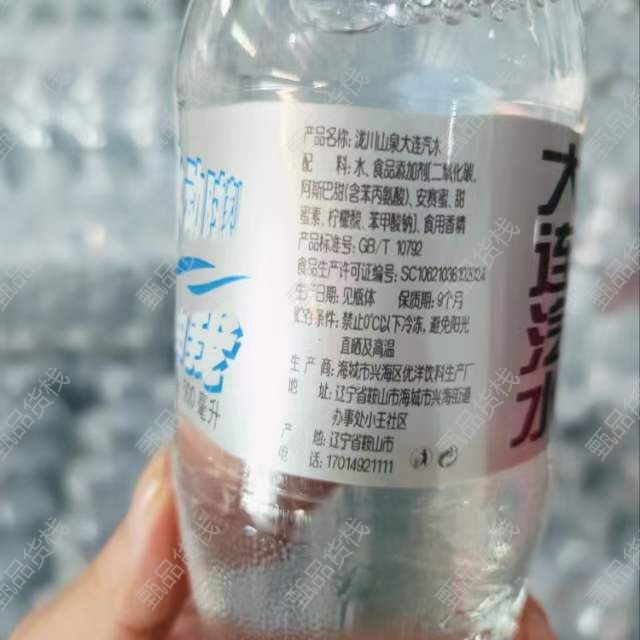 产品名称: 泷川山泉大连汽水
配 料: 水、食品添加剂(二氧化碳、
阿斯巴甜(含苯丙氨酸)、安赛蜜、甜
蜜素、柠檬酸、苯甲酸钠)、食用香精
产品标准号: GB/T 10792
食品生产许可证编号:
生产日期: 见瓶体 保质期: 9个月
条件: 禁止0℃以下冷冻, 避免阳光
直晒及高温
生 产 商: 海城市兴海区优洋饮料生产厂
地 址: 辽宁省鞍山市海城市兴海街道
办事处小王社区
产 地: 辽宁省鞍山市
电 话: 17014921111
毫升
大连汽水
甄品货栈